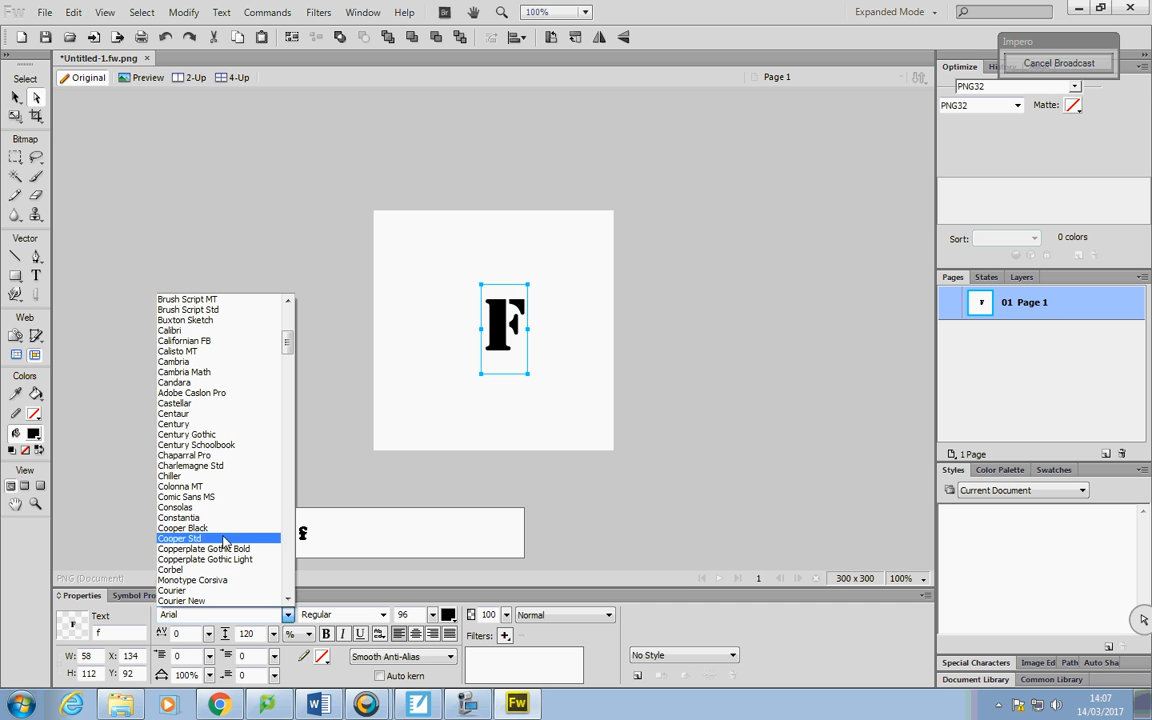 Fw File Edit View Select Modify Text Commands Filters Window Help Br 100% Expanded Mode
Impero
Cancel Broadcast
*Untitled-1.fw.png
Original Preview 2-Up 4-Up Page 1
Select
Bitmap
Vector
Web
Colors
View
F
Optimize
PNG32
PNG32 Matte:
Sort: 0 colors
Pages States Layers
01 Page 1
1 Page
Styles Color Palette Swatches
Current Document
Special Characters Image Ed Path Auto Sha
Document Library Common Library
Brush Script MT
Brush Script Std
Buxton Sketch
Calibri
Californian FB
Calisto MT
Cambria
Cambria Math
Candara
Adobe Caslon Pro
Castellar
Centaur
Century
Century Gothic
Century Schoolbook
Chaparral Pro
Charlemagne Std
Chiller
Colonna MT
Comic Sans MS
Consolas
Constantia
Cooper Black
Cooper Std
Copperplate Gothic Bold
Copperplate Gothic Light
Corbel
Monotype Corsiva
Courier
Courier New
PNG (Document) 1 300 x 300 100%
Properties Symbol Pro
Text Arial Regular 96 100 Normal
f 0 120 % B I U Filters:
W: 58 X: 134 0 0 Smooth Anti-Alias No Style
H: 112 Y: 92 100% 0 Auto kern
Fw
14:07
14/03/2017